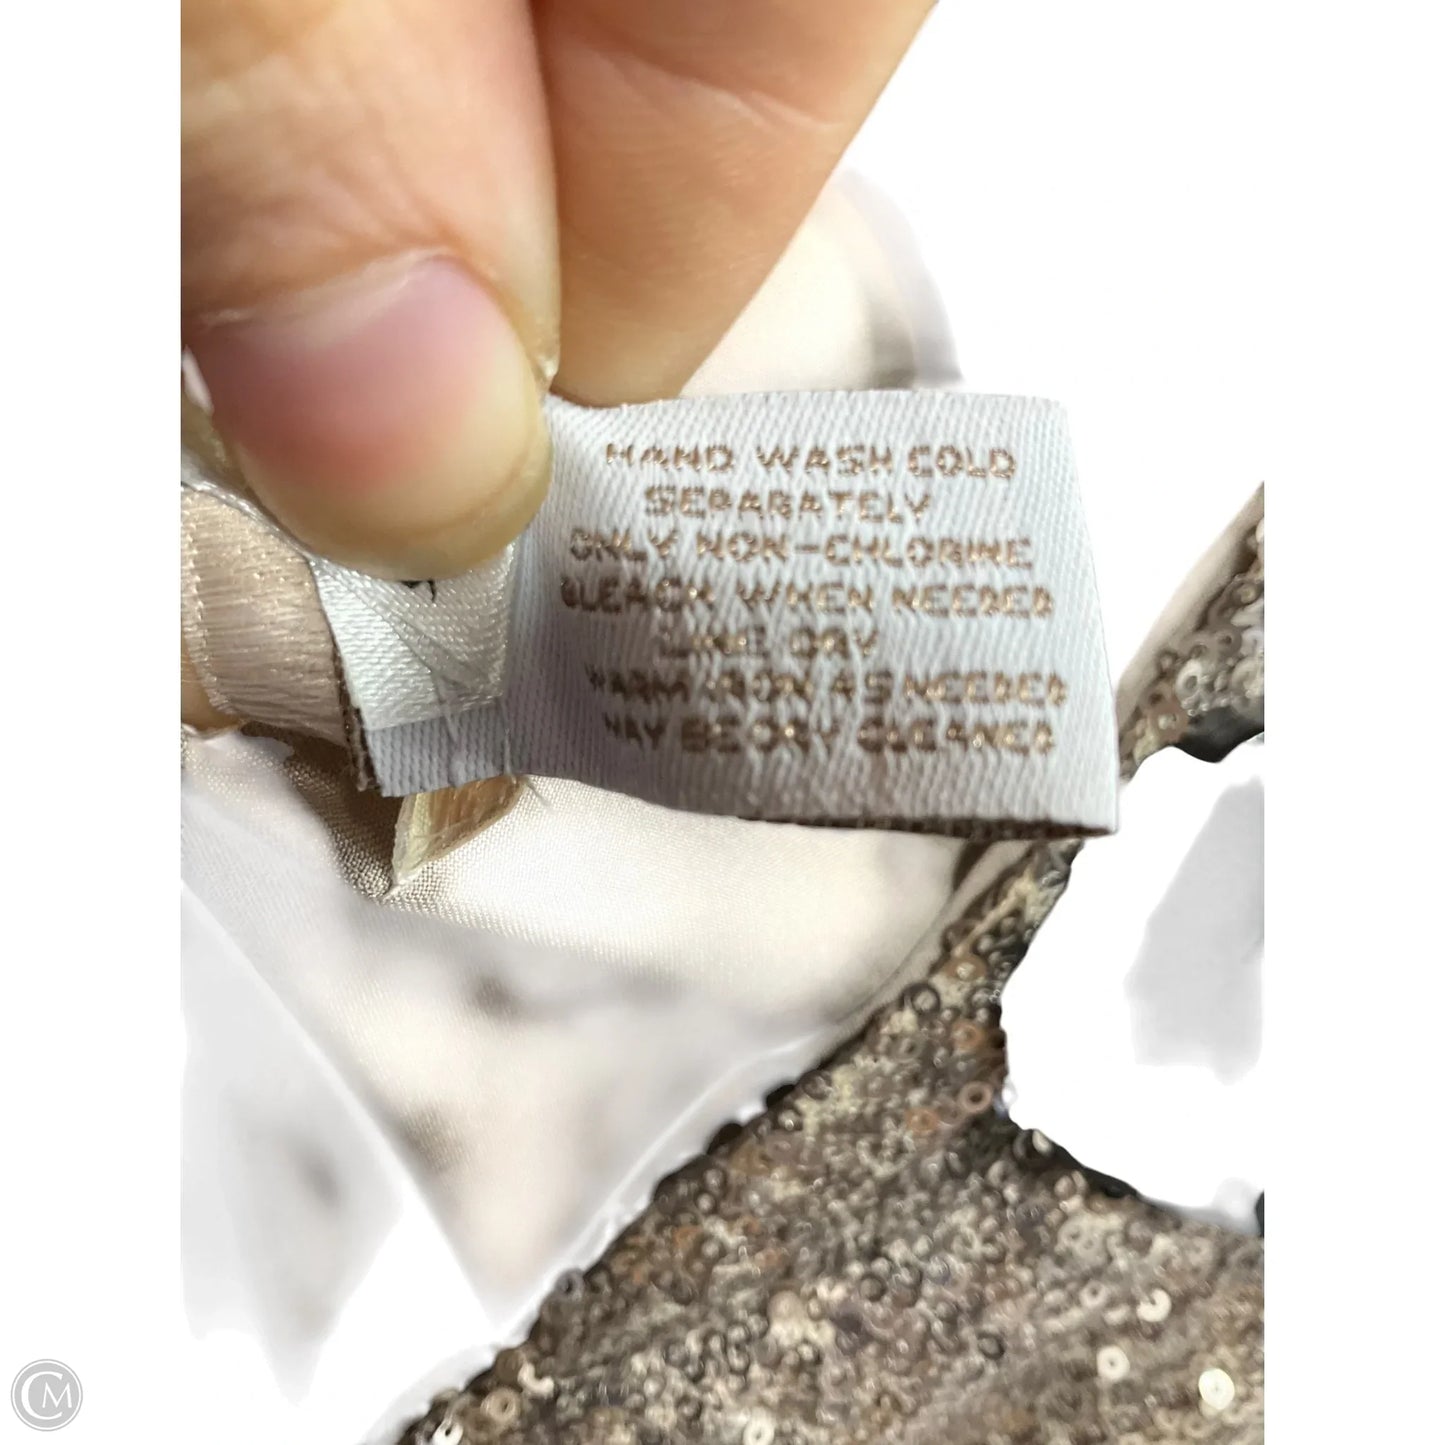 HAND WASH COLD
SEPARATELY
ONLY NON-CHLORINE
BLEACH WHEN NEEDED
LINE DRY
WARM IRON AS NEEDED
MAY BE DRY CLEANED
CM